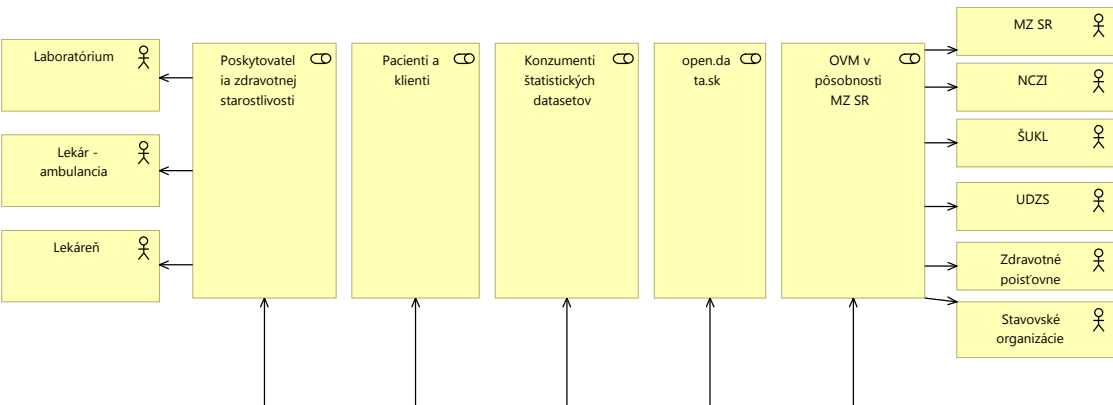 Laboratórium
Lekár -
ambulancia
Lekáreň
Poskytovatel
ia zdravotnej
starostlivosti
Pacienti a
klienti
Konzumenti
štatistických
datasetov
open.da
ta.sk
OVM v
pôsobnosti
MZ SR
MZ SR
NCZI
ŠUKL
UDZS
Zdravotné
poisťovne
Stavovské
organizácie